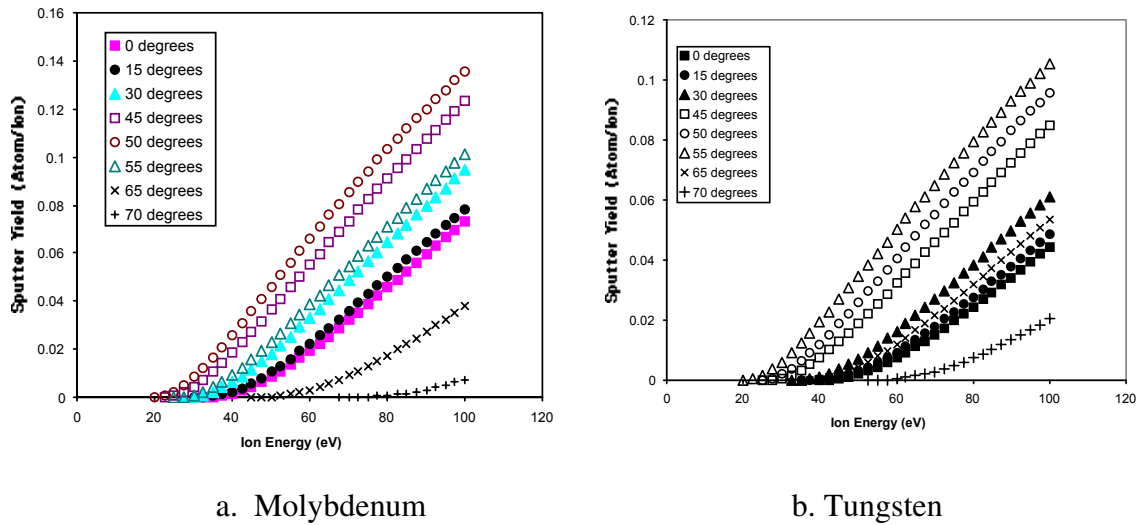 0.16
0.14
0.12
0.1
0.08
0.06
0.04
0.02
0
0 20 40 60 80 100 120
Sputter Yield (Atom/Ion)
Ion Energy (eV)
0 degrees
15 degrees
30 degrees
45 degrees
50 degrees
55 degrees
65 degrees
70 degrees
a. Molybdenum
0.12
0.1
0.08
0.06
0.04
0.02
0
0 20 40 60 80 100 120
Sputter Yield (Atom/Ion)
Ion Energy (eV)
0 degrees
15 degrees
30 degrees
45 degrees
50 degrees
55 degrees
65 degrees
70 degrees
b. Tungsten